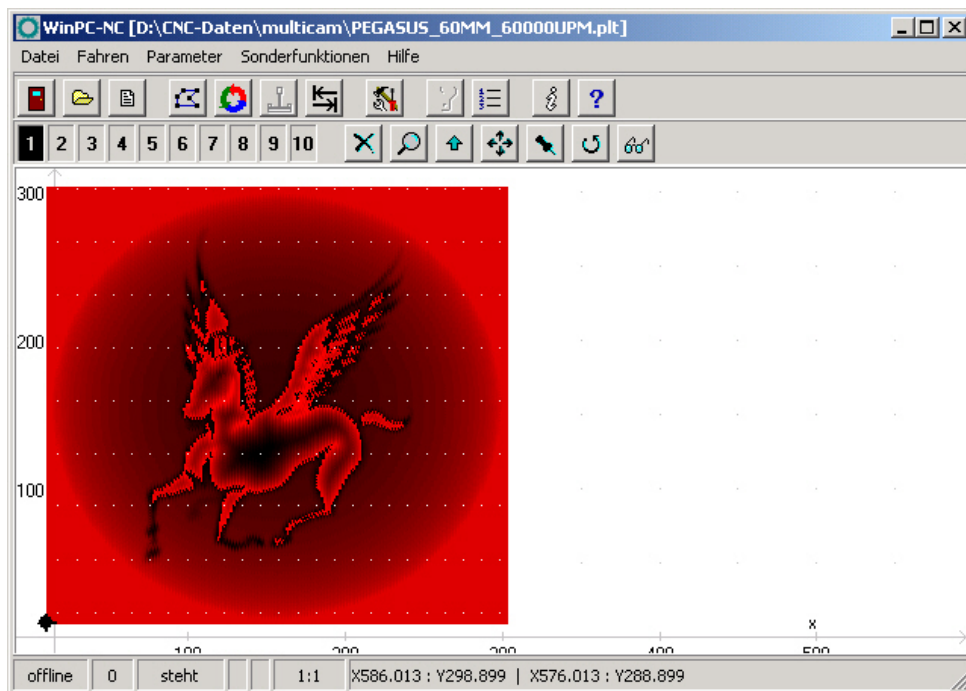 WinPC-NC [D:\CNC-Daten\multicam\PEGASUS_60MM_60000UPM.plt]
Datei Fahren Parameter Sonderfunktionen Hilfe
1 2 3 4 5 6 7 8 9 10
300
200
100
x
100 200 300 400 500
offline 0 steht 1:1 X586.013 : Y298.899 | X576.013 : Y288.899